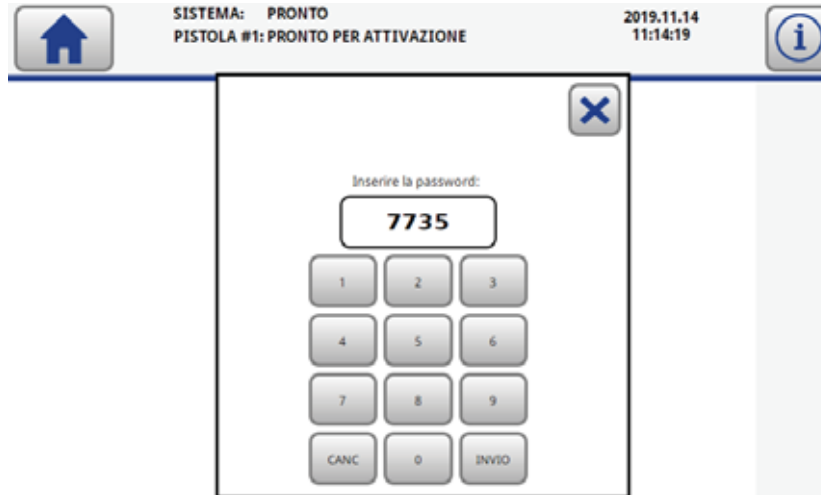 SISTEMA: PRONTO
PISTOLA #1: PRONTO PER ATTIVAZIONE
2019.11.14
11:14:19
i
Inserire la password:
7735
1 2 3
4 5 6
7 8 9
CANC 0 INVIO